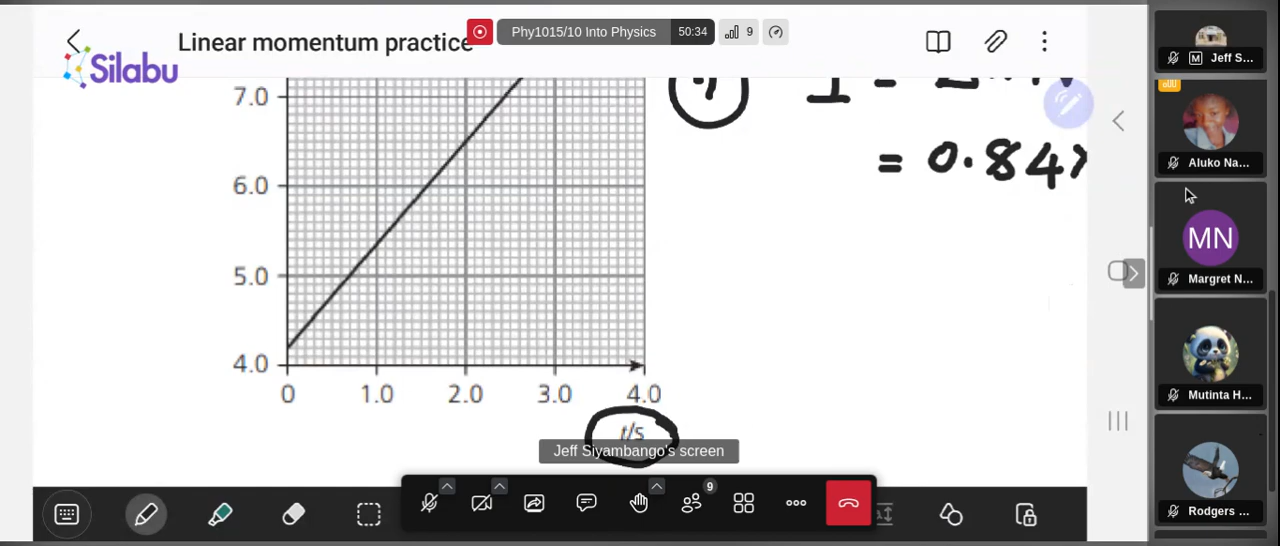 Linear momentum practice
Phy1015/10 Into Physics
50:34
9
Silabu
7.0
6.0
5.0
4.0
0 1.0 2.0 3.0 4.0
t/s
= 0.84
Jeff Siyambango's screen
9
M Jeff S...
Aluko Na...
MN
Margret N...
Mutinta H...
Rodgers ...